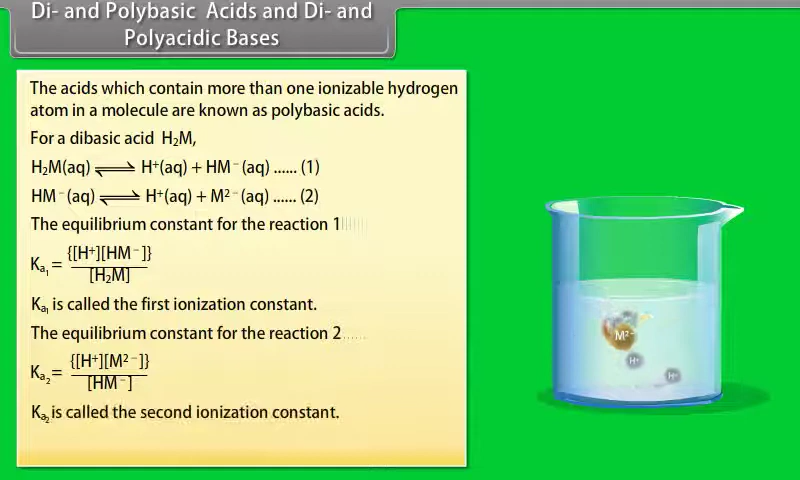 Di- and Polybasic Acids and Di- and
Polyacidic Bases
The acids which contain more than one ionizable hydrogen
atom in a molecule are known as polybasic acids.
For a dibasic acid H₂M,
H₂M(aq) ⇌ H⁺(aq) + HM⁻(aq) ...... (1)
HM⁻(aq) ⇌ H⁺(aq) + M²⁻(aq) ...... (2)
The equilibrium constant for the reaction 1
Kₐ₁ = {[H⁺][HM⁻]} / [H₂M]
Kₐ₁ is called the first ionization constant.
The equilibrium constant for the reaction 2......
Kₐ₂ = {[H⁺][M²⁻]} / [HM⁻]
Kₐ₂ is called the second ionization constant.
M²⁻
H⁺
H⁺